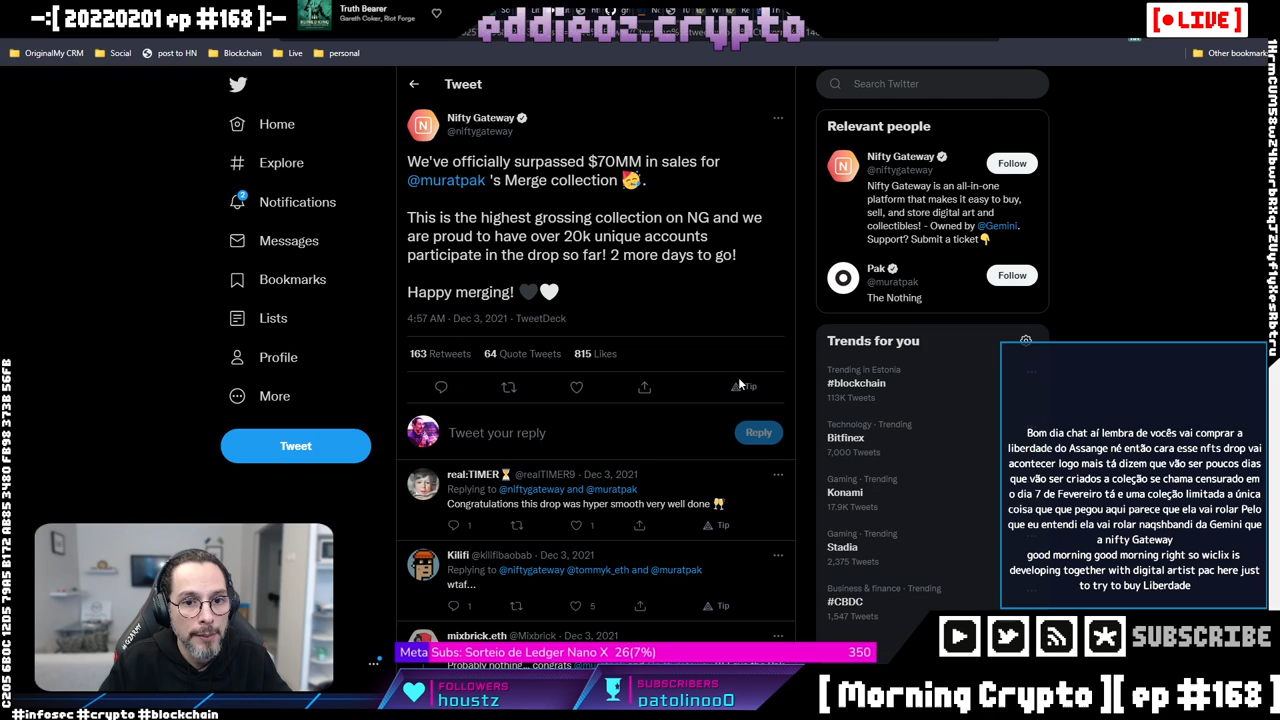 —:[ 20220201 ep #168 ]:—
Truth Bearer
Gareth Coker, Riot Forge
eddieoz.crypto
[● LIVE ]
OriginalMy CRM
Social
post to HN
Blockchain
Live
personal
Other bookmark
Home
Explore
2
Notifications
Messages
Bookmarks
Lists
Profile
More
Tweet
Tweet
Nifty Gateway
@niftygateway
We've officially surpassed $70MM in sales for
@muratpak 's Merge collection 🥳.
This is the highest grossing collection on NG and we
are proud to have over 20k unique accounts
participate in the drop so far! 2 more days to go!
Happy merging! 🖤🤍
4:57 AM · Dec 3, 2021 · TweetDeck
163 Retweets 64 Quote Tweets 815 Likes
Tip
Tweet your reply
Reply
real:TIMER ⏳ @realTIMER9 · Dec 3, 2021
Replying to @niftygateway and @muratpak
Congratulations this drop was hyper smooth very well done 🥂
1 1 Tip
Kilifi @kilifibaobab · Dec 3, 2021
Replying to @niftygateway @tommyk_eth and @muratpak
wtaf...
1 5 Tip
mixbrick.eth @Mixbrick · Dec 3, 2021
Search Twitter
Relevant people
Nifty Gateway
@niftygateway
Follow
Nifty Gateway is an all-in-one
platform that makes it easy to buy,
sell, and store digital art and
collectibles! - Owned by @Gemini.
Support? Submit a ticket👇
Pak
@muratpak
Follow
The Nothing
Trends for you
Trending in Estonia
#blockchain
113K Tweets
Technology · Trending
Bitfinex
7,000 Tweets
Gaming · Trending
Konami
17.9K Tweets
Gaming · Trending
Stadia
2,375 Tweets
Business & finance · Trending
#CBDC
1,547 Tweets
Bom dia chat aí lembra de vocês vai comprar a
liberdade do Assange né então cara esse nfts drop vai
acontecer logo mais tá dizem que vão ser poucos dias
que vão ser criados a coleção se chama censurado em
o dia 7 de Fevereiro tá e uma coleção limitada a única
coisa que que pegou aqui parece que ela vai rolar Pelo
que eu entendi ela vai rolar naqshbandi da Gemini que
a nifty Gateway
good morning good morning right so wiclix is
developing together with digital artist pac here just
to try to buy Liberdade
Meta Subs: Sorteio de Ledger Nano X 26(7%) 350
FOLLOWERS
houstz
SUBSCRIBERS
patolinoo0
SUBSCRIBE
[ Morning Crypto ][ ep #168 ]
#infosec #crypto #blockchain